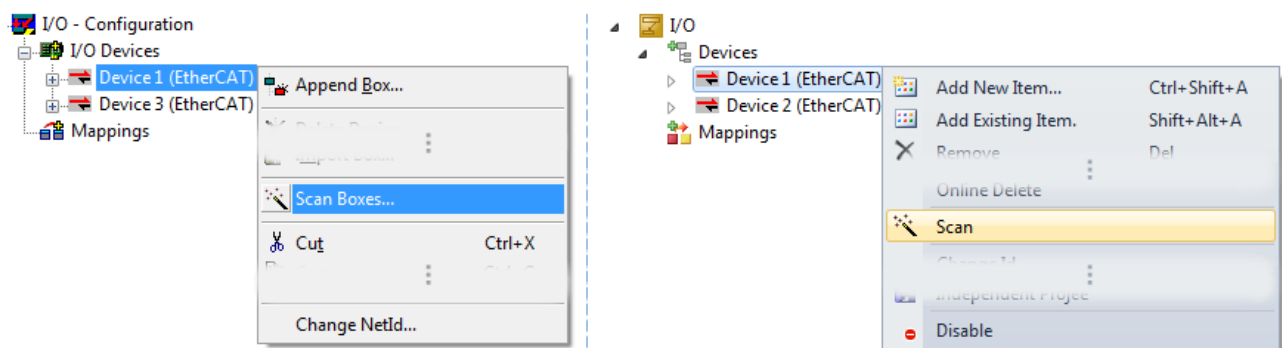 I/O - Configuration
I/O Devices
Device 1 (EtherCAT)
Device 3 (EtherCAT)
Mappings
Append Box...
Scan Boxes...
Cut Ctrl+X
Change NetId...
I/O
Devices
Device 1 (EtherCAT)
Device 2 (EtherCAT)
Mappings
Add New Item... Ctrl+Shift+A
Add Existing Item. Shift+Alt+A
Remove Del
Online Delete
Scan
Disable